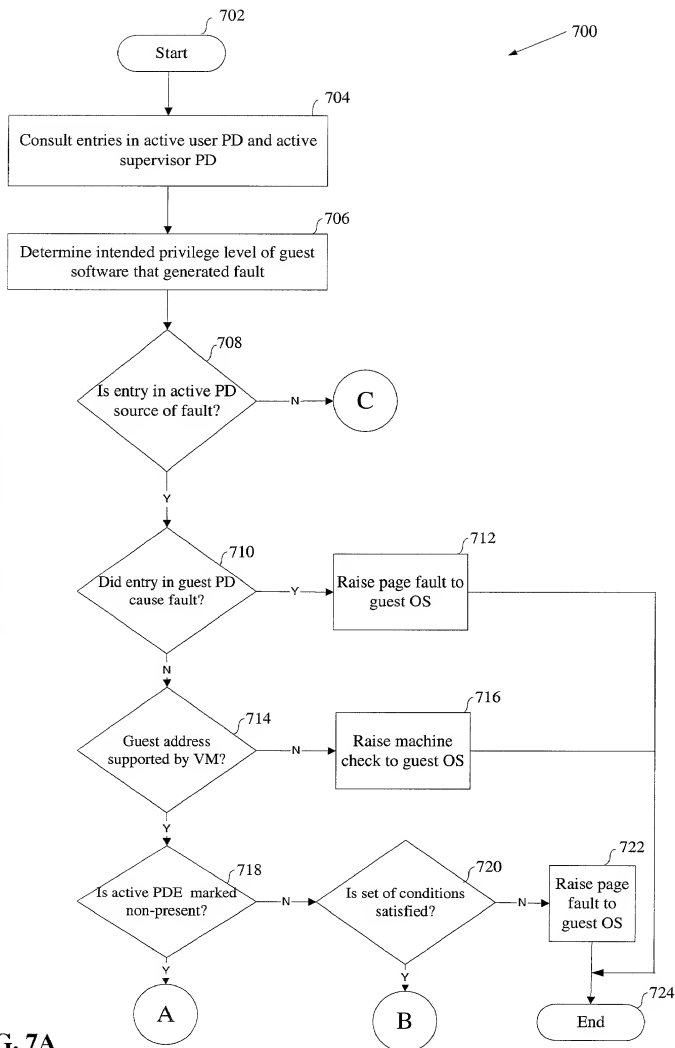 702
700
Start
704
Consult entries in active user PD and active
supervisor PD
706
Determine intended privilege level of guest
software that generated fault
708
Is entry in active PD
source of fault?
N
C
Y
710
Did entry in guest PD
cause fault?
Y
712
Raise page fault to
guest OS
N
714
Guest address
supported by VM?
N
716
Raise machine
check to guest OS
Y
718
Is active PDE marked
non-present?
N
720
Is set of conditions
satisfied?
N
722
Raise page
fault to
guest OS
Y
A
Y
B
724
End
G. 7A